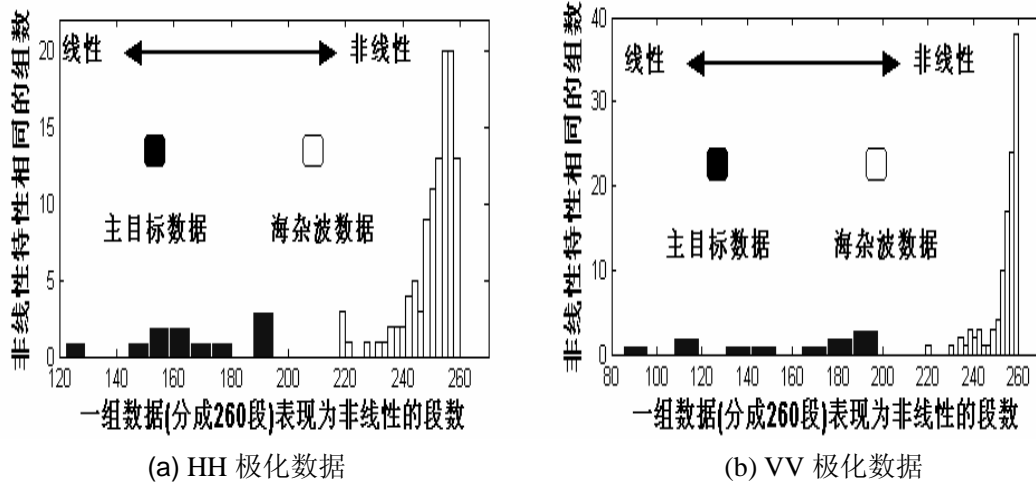 非线性特性相同的组数
20
15
10
5
0
线性
非线性
主目标数据
海杂波数据
120 140 160 180 200 220 240 260
一组数据(分成260段)表现为非线性的段数
(a) HH 极化数据
非线性特性相同的组数
40
30
20
10
0
线性
非线性
主目标数据
海杂波数据
80 100 120 140 160 180 200 220 240 260
一组数据(分成260段)表现为非线性的段数
(b) VV 极化数据